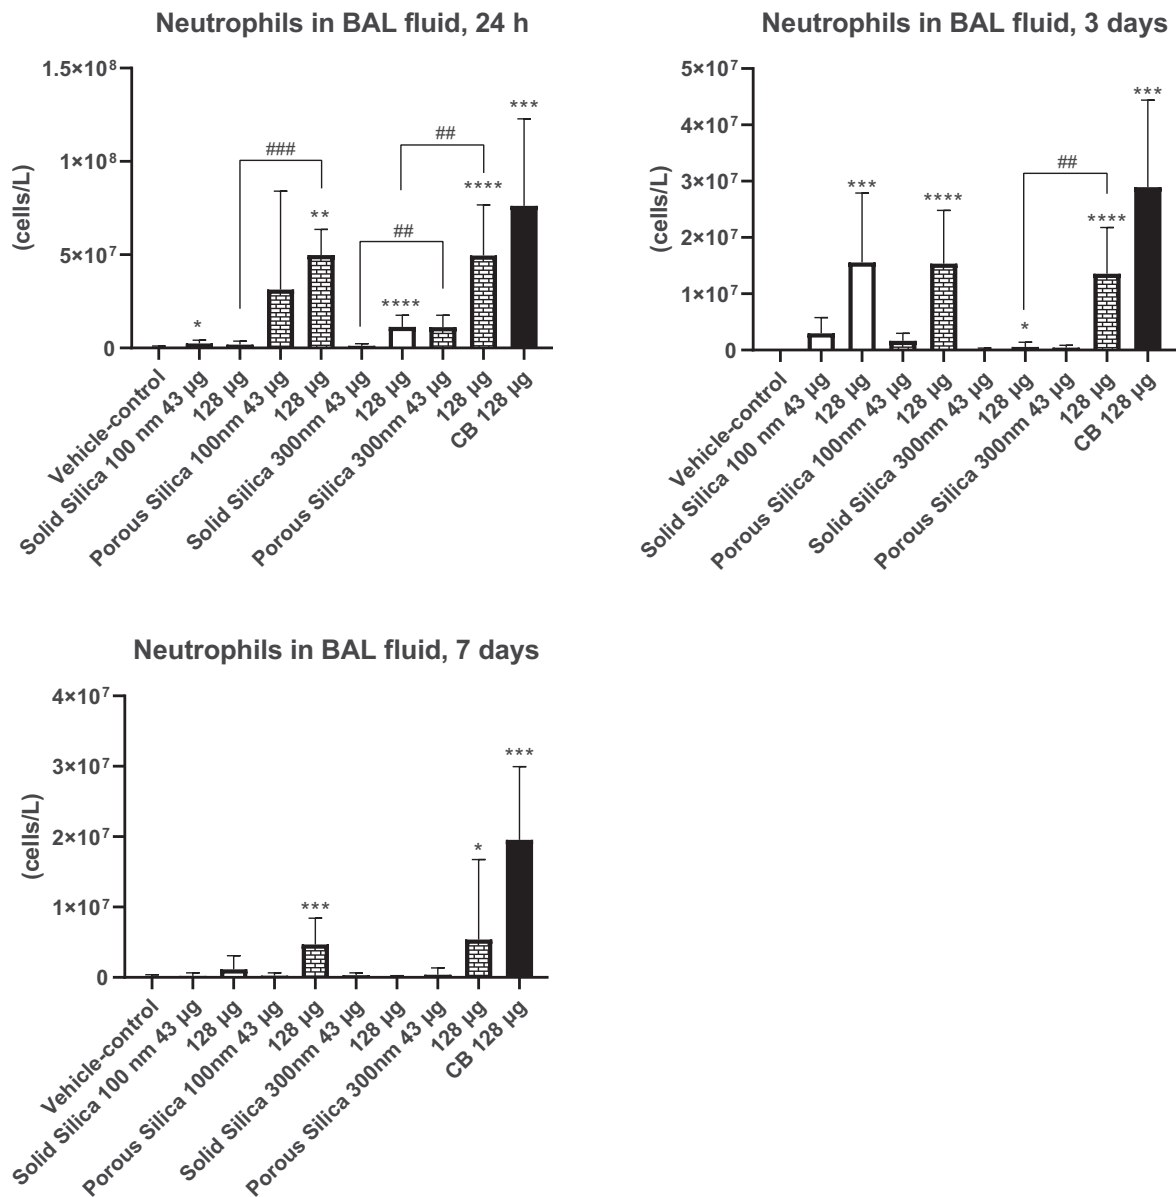 Neutrophils in BAL fluid, 24 h
1.5×10⁸
1×10⁸
5×10⁷
0
(cells/L)
*
###
**
##
****
##
****
***
Vehicle-control
Solid Silica 100 nm 43 µg
128 µg
Porous Silica 100nm 43 µg
128 µg
Solid Silica 300nm 43 µg
128 µg
Porous Silica 300nm 43 µg
128 µg
CB 128 µg
Neutrophils in BAL fluid, 3 days
5×10⁷
4×10⁷
3×10⁷
2×10⁷
1×10⁷
0
(cells/L)
***
****
*
##
****
***
Vehicle-control
Solid Silica 100 nm 43 µg
128 µg
Porous Silica 100nm 43 µg
128 µg
Solid Silica 300nm 43 µg
128 µg
Porous Silica 300nm 43 µg
128 µg
CB 128 µg
Neutrophils in BAL fluid, 7 days
4×10⁷
3×10⁷
2×10⁷
1×10⁷
0
(cells/L)
***
*
***
Vehicle-control
Solid Silica 100 nm 43 µg
128 µg
Porous Silica 100nm 43 µg
128 µg
Solid Silica 300nm 43 µg
128 µg
Porous Silica 300nm 43 µg
128 µg
CB 128 µg